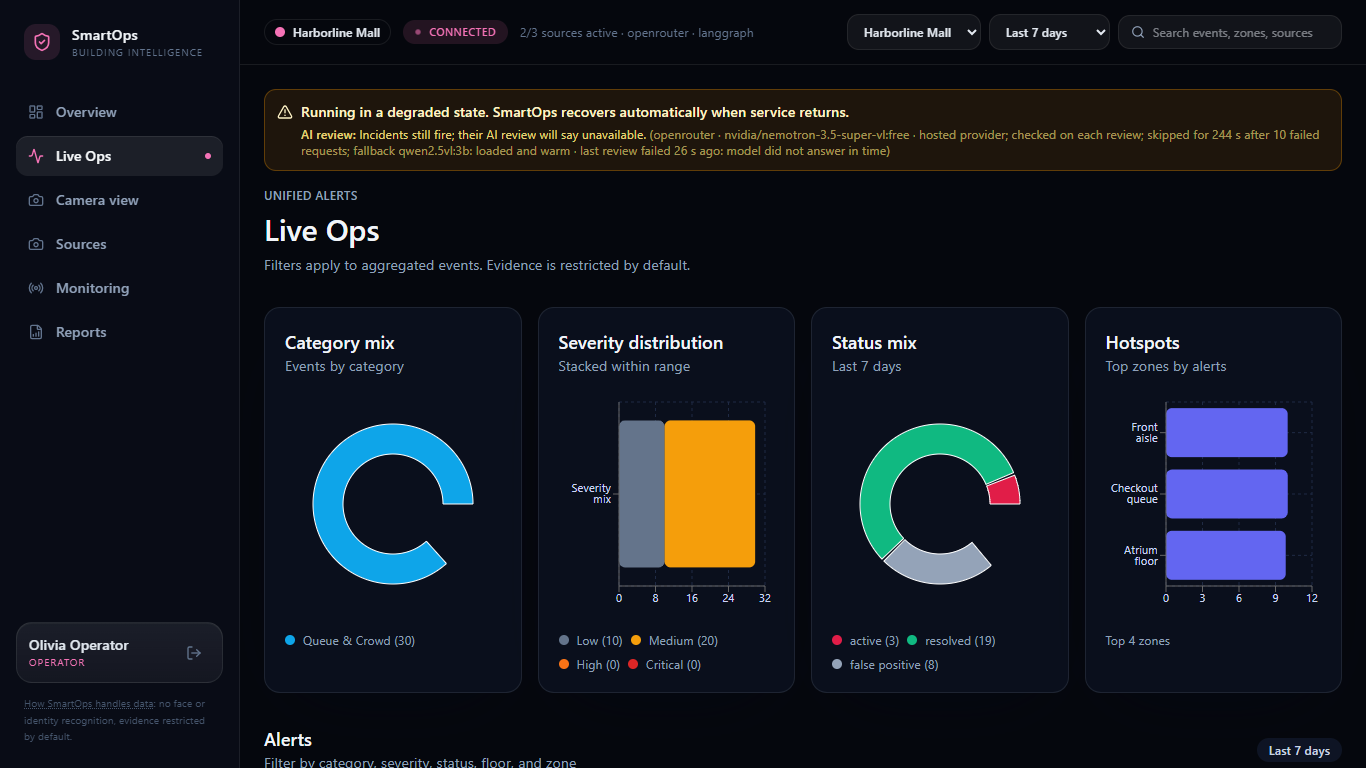 SmartOps
BUILDING INTELLIGENCE
Overview
Live Ops
Camera view
Sources
Monitoring
Reports
Olivia Operator
OPERATOR
How SmartOps handles data: no face or
identity recognition, evidence restricted
by default.
Harborline Mall
CONNECTED
2/3 sources active · openrouter · langgraph
Harborline Mall
Last 7 days
Search events, zones, sources
Running in a degraded state. SmartOps recovers automatically when service returns.
AI review: Incidents still fire; their AI review will say unavailable. (openrouter · nvidia/nemotron-3.5-super-vl:free · hosted provider; checked on each review; skipped for 244 s after 10 failed
requests; fallback qwen2.5vl:3b: loaded and warm · last review failed 26 s ago: model did not answer in time)
UNIFIED ALERTS
Live Ops
Filters apply to aggregated events. Evidence is restricted by default.
Category mix
Events by category
Queue & Crowd (30)
Severity distribution
Stacked within range
Severity
mix
0 8 16 24 32
Low (10) Medium (20)
High (0) Critical (0)
Status mix
Last 7 days
active (3) resolved (19)
false positive (8)
Hotspots
Top zones by alerts
Front
aisle
Checkout
queue
Atrium
floor
0 3 6 9 12
Top 4 zones
Alerts
Filter by category, severity, status, floor, and zone
Last 7 days